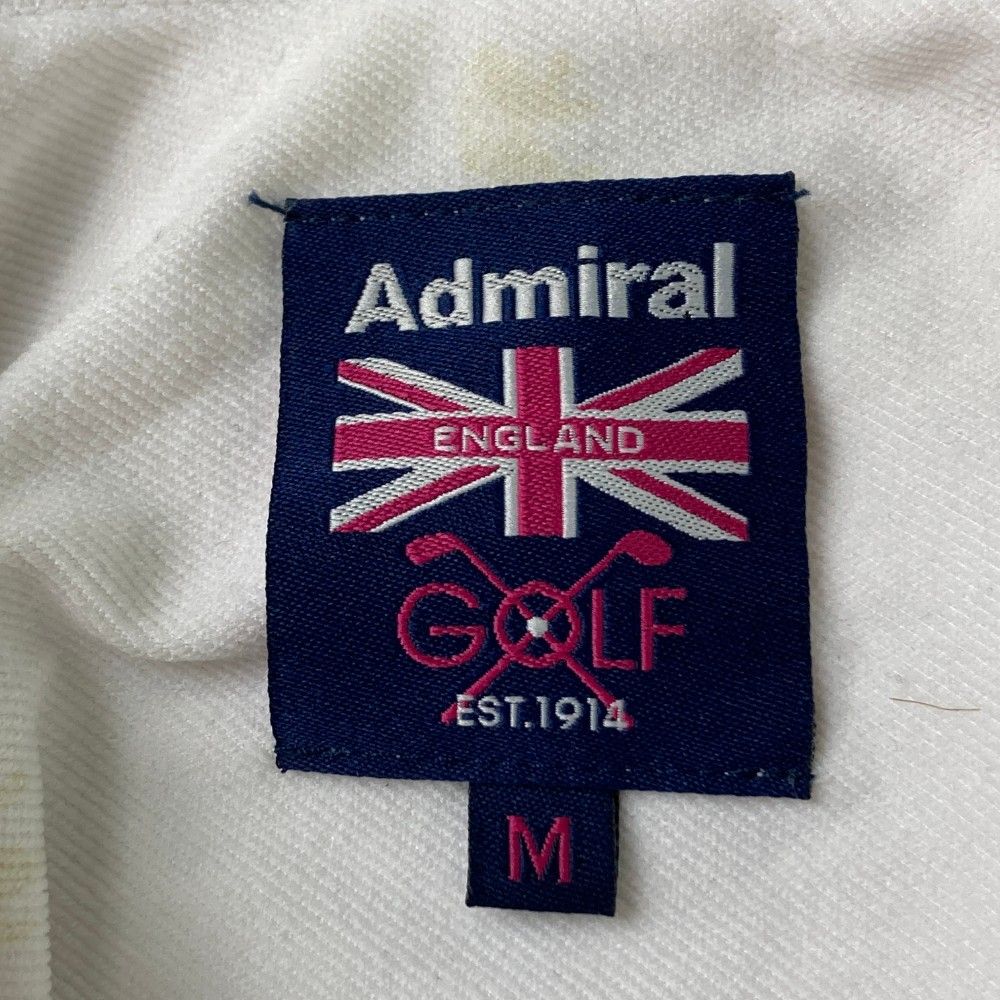 Admiral
ENGLAND
GOLF
EST.1914
M